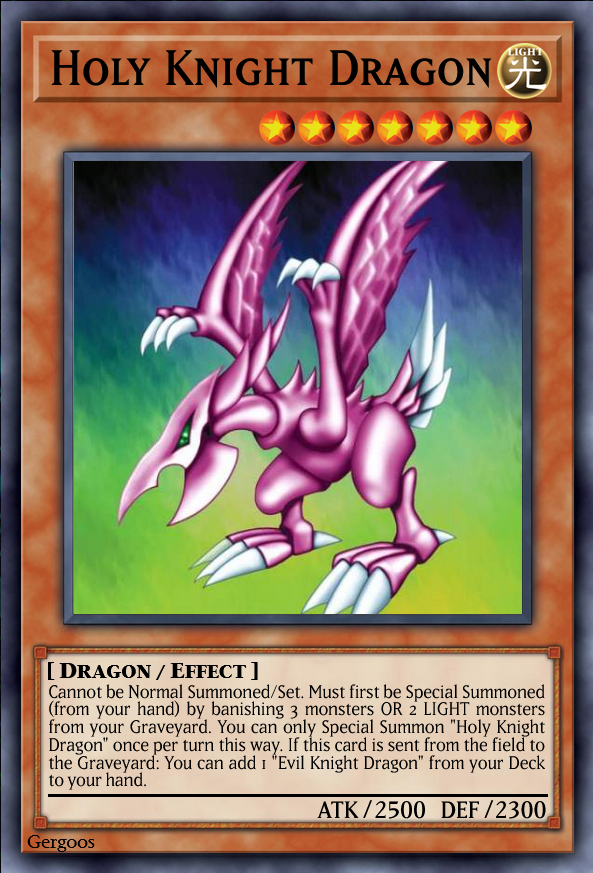 Holy Knight Dragon
LIGHT
光
[ Dragon / Effect ]
Cannot be Normal Summoned/Set. Must first be Special Summoned
(from your hand) by banishing 3 monsters OR 2 LIGHT monsters
from your Graveyard. You can only Special Summon "Holy Knight
Dragon" once per turn this way. If this card is sent from the field to
the Graveyard: You can add 1 "Evil Knight Dragon" from your Deck
to your hand.
ATK/2500 DEF/2300
Gergoos